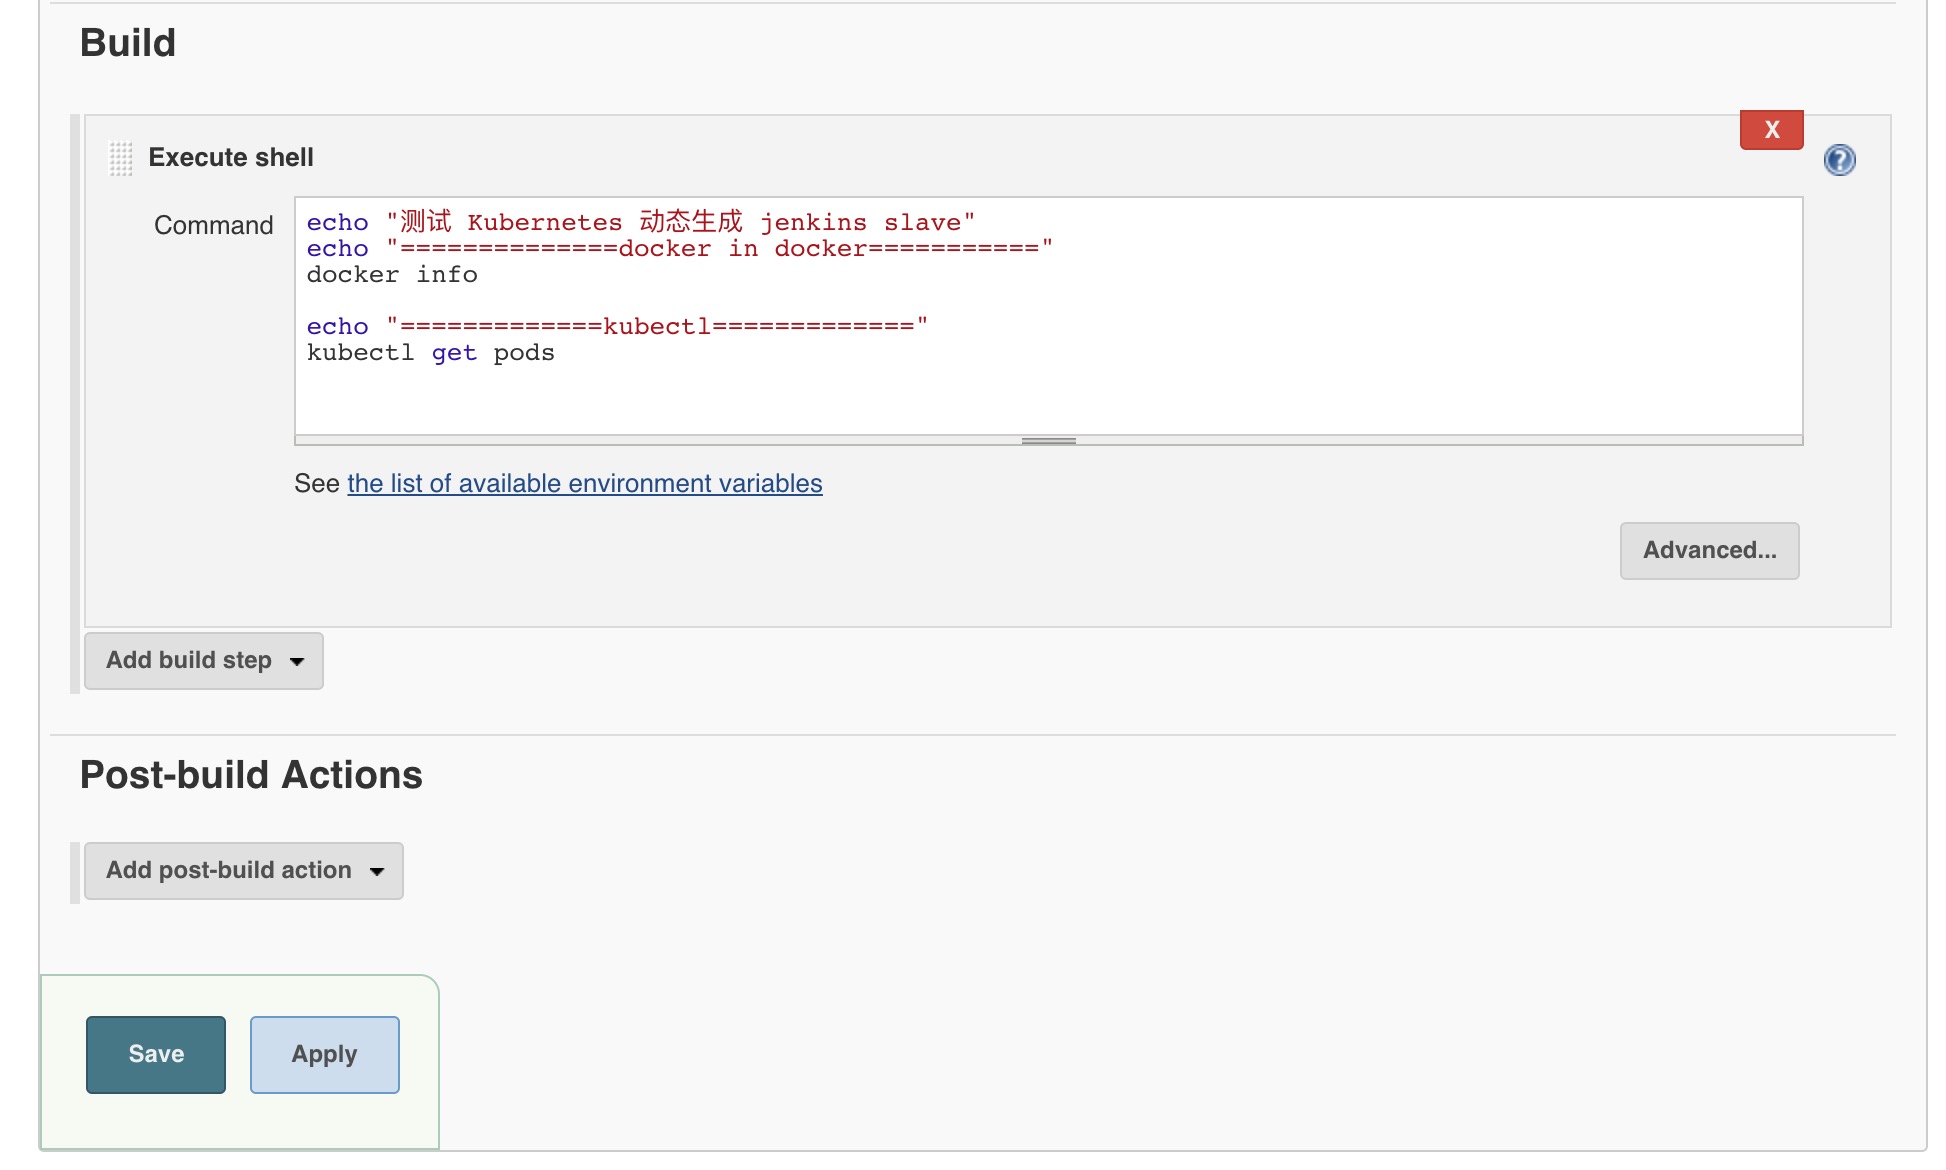 Build
X
Execute shell
?
Command
echo "测试 Kubernetes 动态生成 jenkins slave"
echo "==============docker in docker==========="
docker info
echo "=============kubectl============="
kubectl get pods
See the list of available environment variables
Advanced...
Add build step
Post-build Actions
Add post-build action
Save
Apply